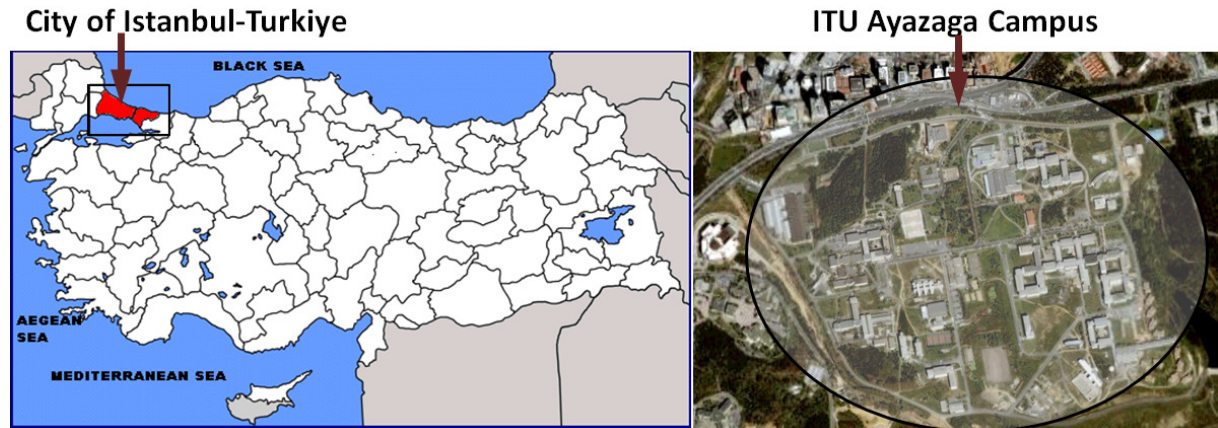 City of Istanbul-Turkiye
ITU Ayazaga Campus
BLACK SEA
AEGEAN
SEA
MEDITERRANEAN SEA